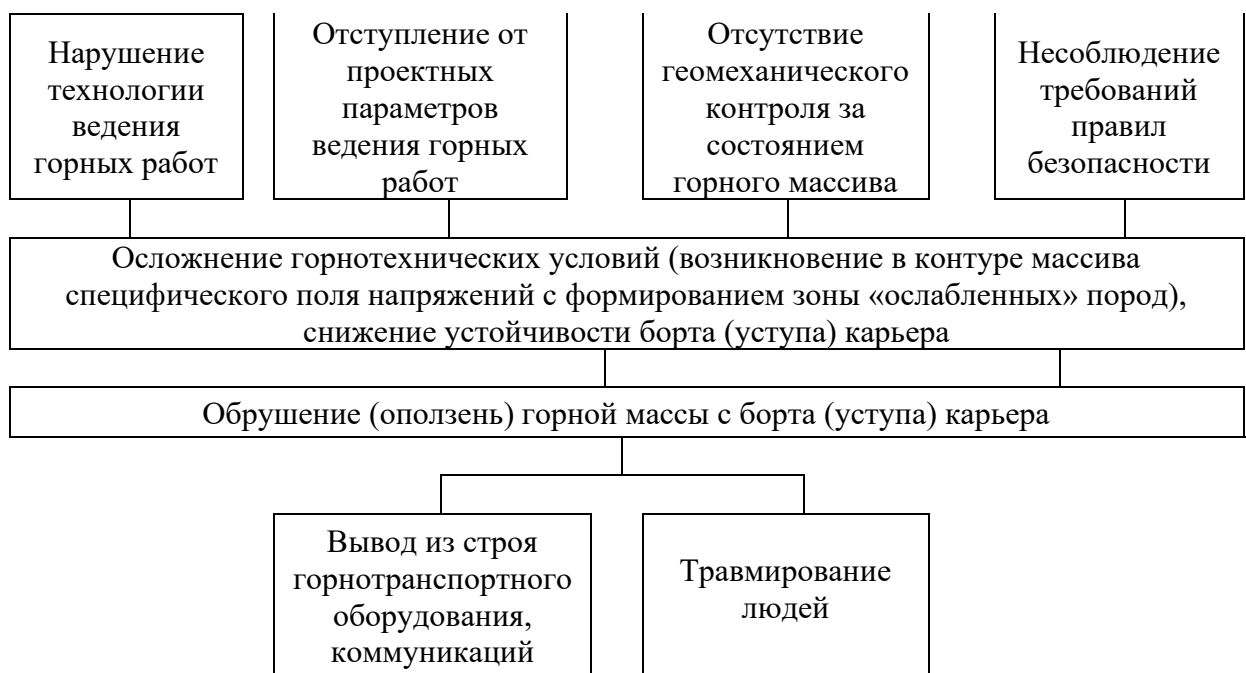 Нарушение
технологии
ведения
горных работ
Отступление от
проектных
параметров
ведения горных
работ
Отсутствие
геомеханического
контроля за
состоянием
горного массива
Несоблюдение
требований
правил
безопасности
Осложнение горнотехнических условий (возникновение в контуре массива
специфического поля напряжений с формированием зоны «ослабленных» пород),
снижение устойчивости борта (уступа) карьера
Обрушение (оползень) горной массы с борта (уступа) карьера
Вывод из строя
горнотранспортного
оборудования,
коммуникаций
Травмирование
людей